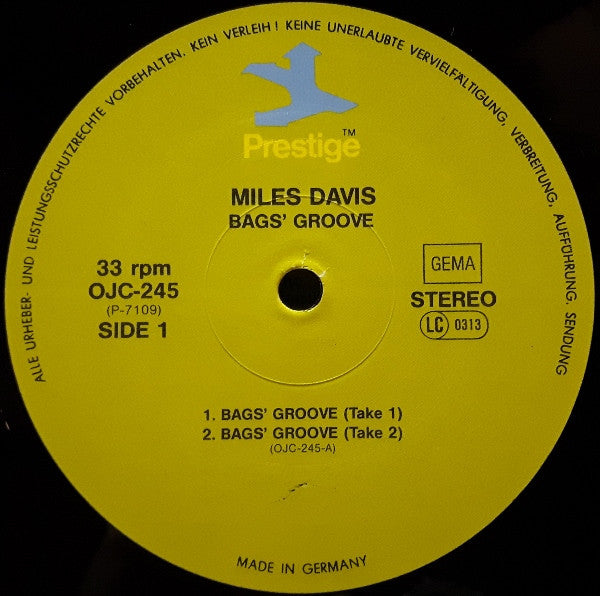 ALLE URHEBER- UND LEISTUNGSSCHUTZRECHTE VORBEHALTEN. KEIN VERLEIH! KEINE UNERLAUBTE VERVIELFÄLTIGUNG, VERBREITUNG, AUFFÜHRUNG, SENDUNG
Prestige™
MILES DAVIS
BAGS' GROOVE
33 rpm
OJC-245
(P-7109)
SIDE 1
GEMA
STEREO
LC 0313
1. BAGS' GROOVE (Take 1)
2. BAGS' GROOVE (Take 2)
(OJC-245-A)
MADE IN GERMANY